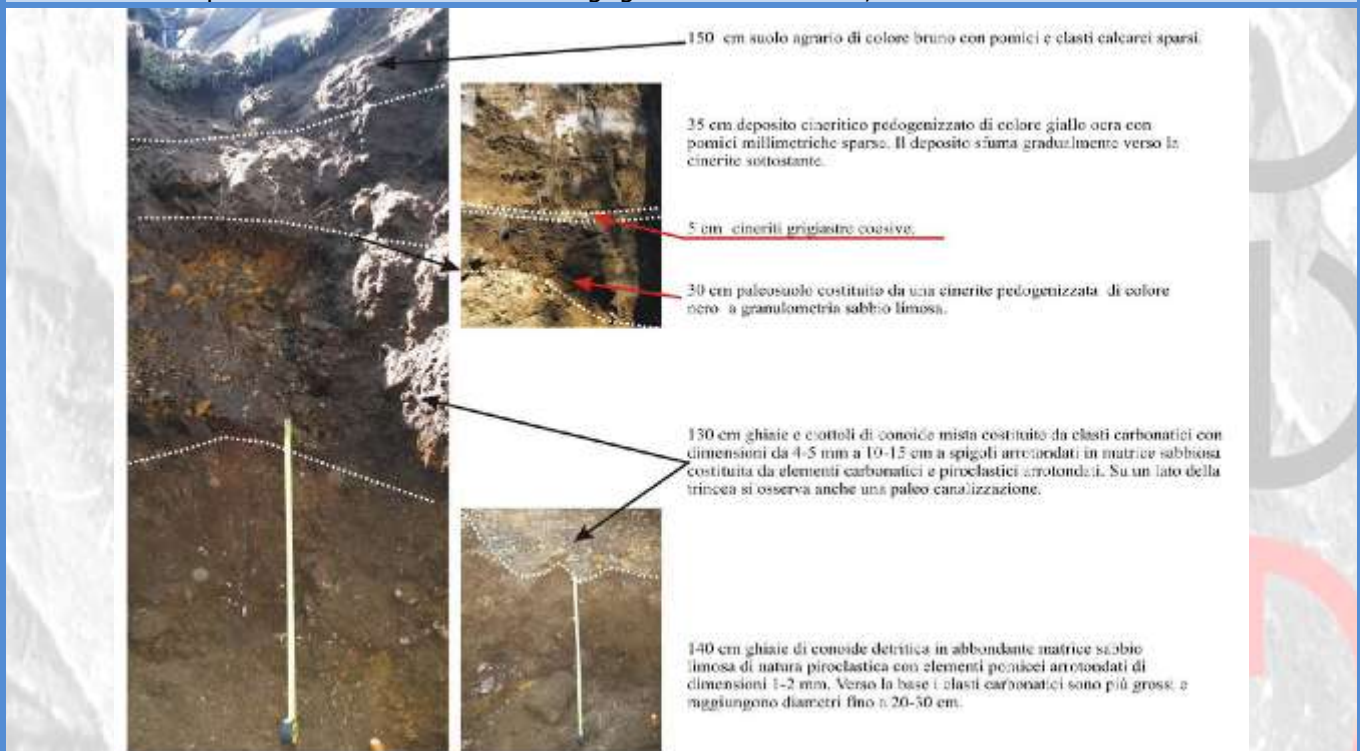 150 cm suolo agrario di colore bruno con pomici e clasti calcarei sparsi.
35 cm deposito cineritico pedogenizzato di colore giallo ocra con
pomici millimetriche sparse. Il deposito sfuma gradualmente verso la
cinerite sottostante.
5 cm cineriti grigiastre coesive.
30 cm paleosuolo costituito da una cinerite pedogenizzata di colore
nero a granulometria sabbio limosa.
130 cm ghiaie e ciottoli di conoide mista costituito da clasti carbonatici con
dimensioni da 4-5 mm a 10-15 cm a spigoli arrotondati in matrice sabbiosa
costituita da elementi carbonatici e piroclastici arrotondati. Su un lato della
trincea si osserva anche una paleo canalizzazione.
140 cm ghiaie di conoide detritica in abbondante matrice sabbio
limosa di natura piroclastica con elementi pomicei arrotondati di
dimensioni 1-2 mm. Verso la base i clasti carbonatici sono più grossi e
raggiungono diametri fino a 20-30 cm.